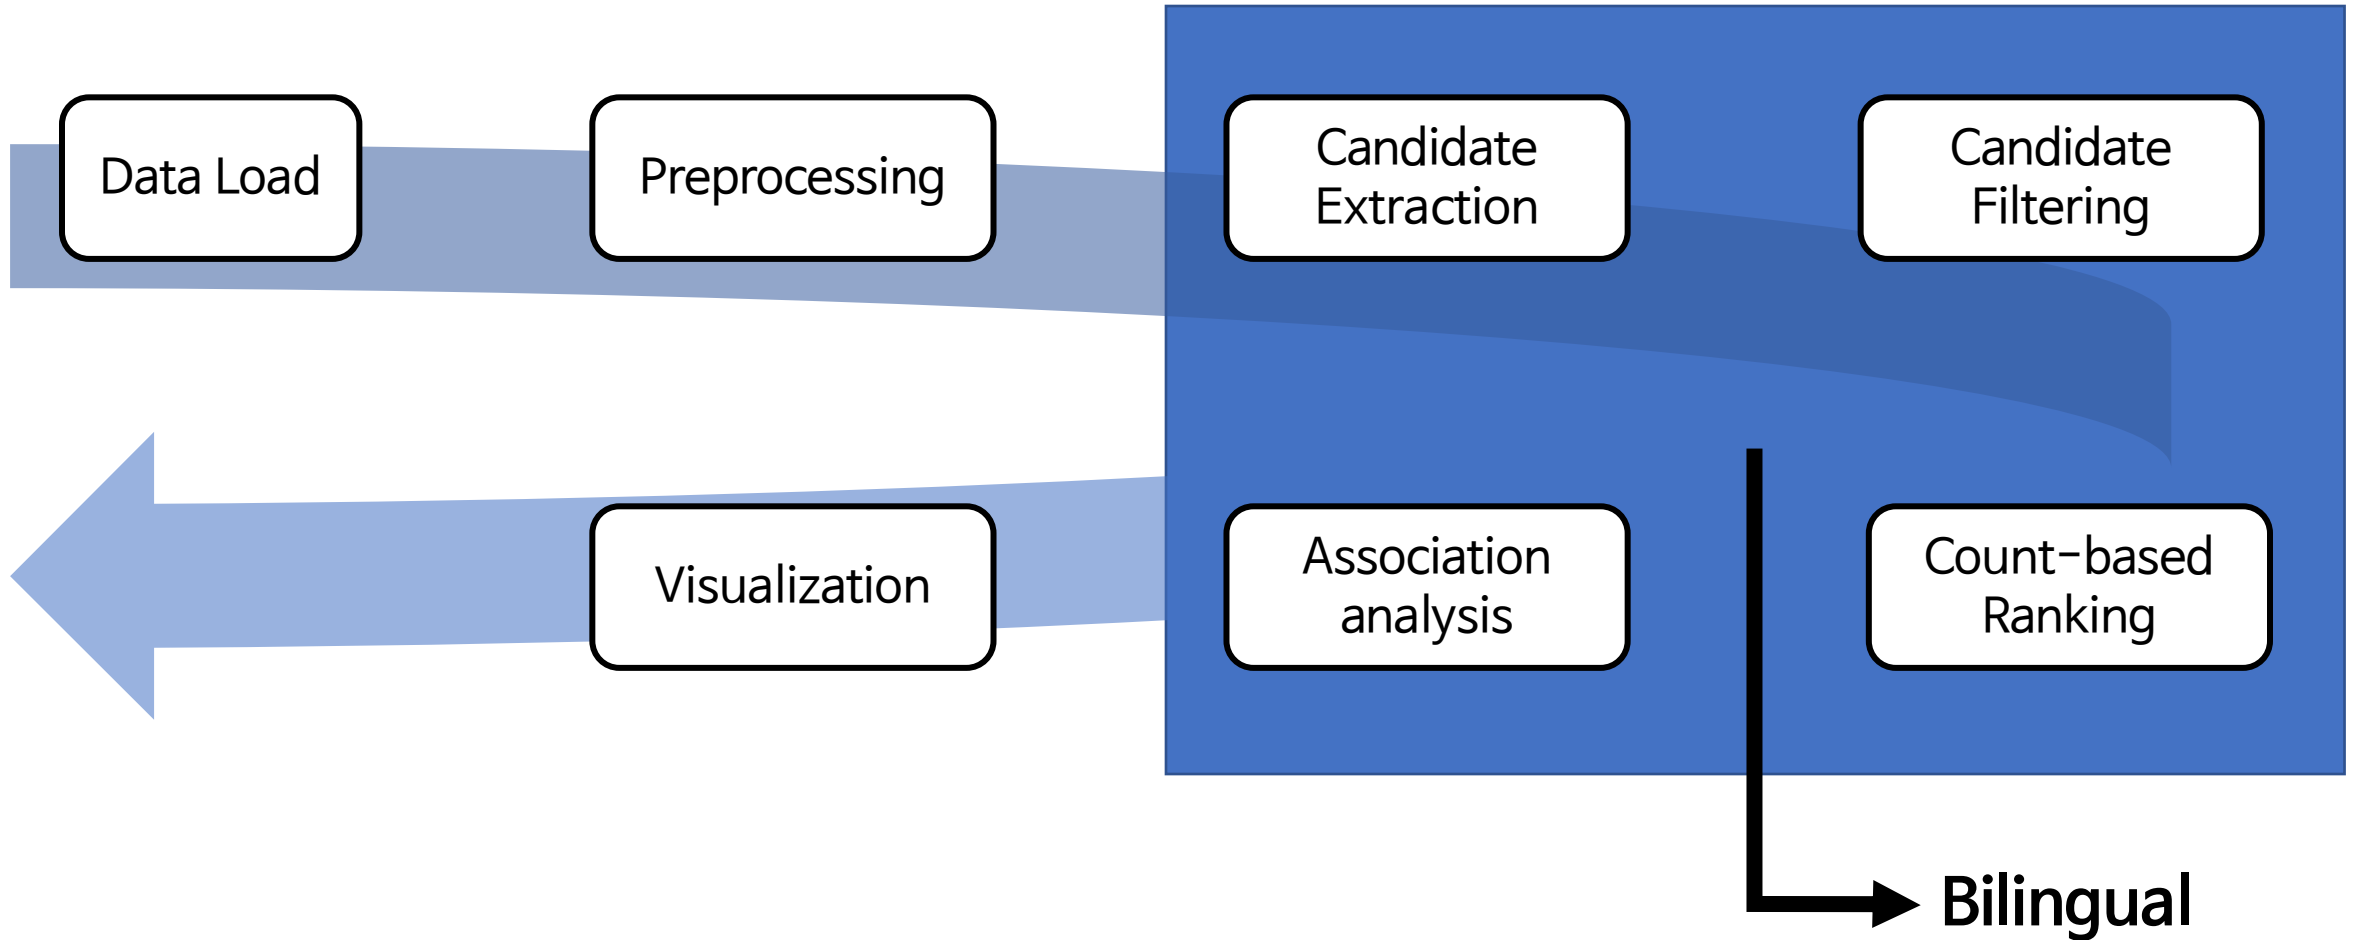 Data Load
Preprocessing
Candidate
Extraction
Candidate
Filtering
Visualization
Association
analysis
Count-based
Ranking
Bilingual